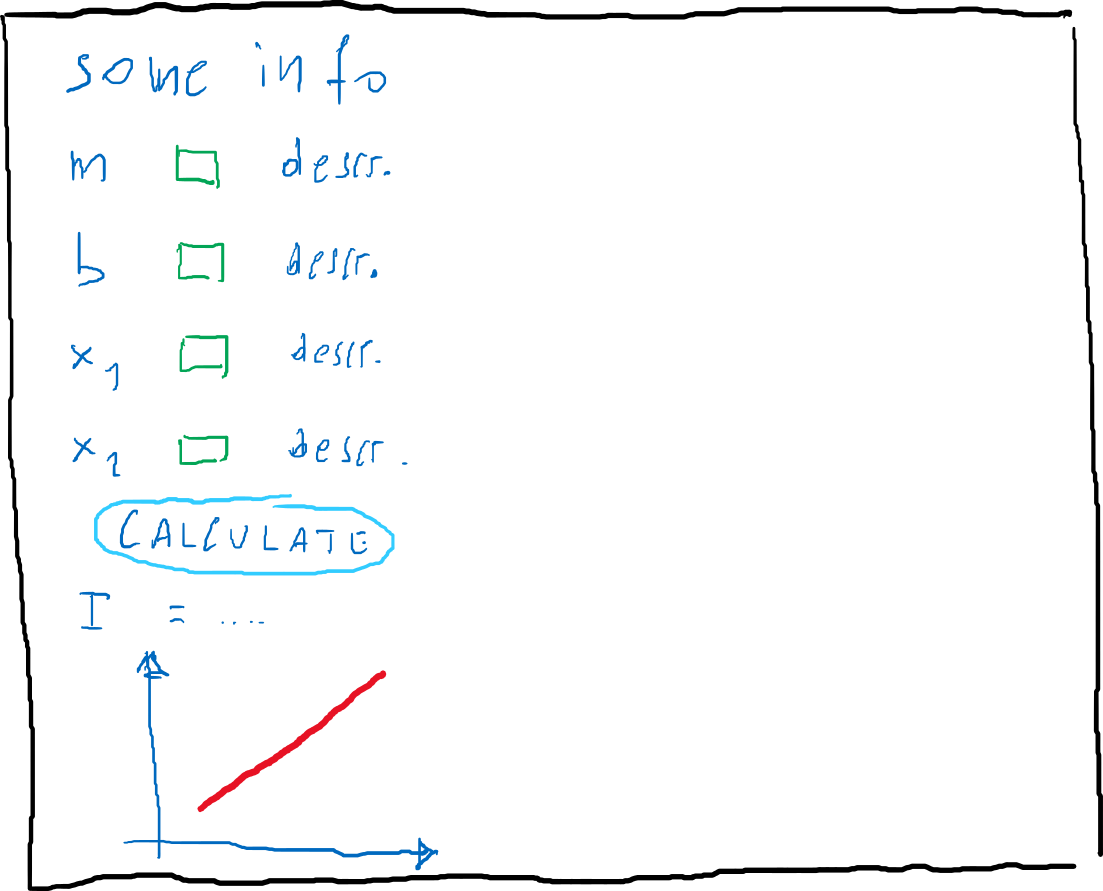 some info
m descr.
b descr.
x₁ descr.
x₂ descr.
CALCULATE
I = ....